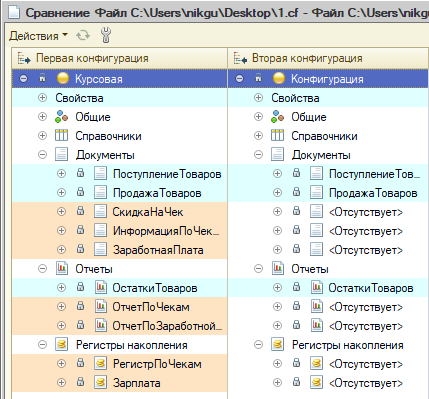 Сравнение Файл C:\Users\nikgu\Desktop\1.cf - Файл C:\Users\nikg
Действия
Первая конфигурация Вторая конфигурация
Курсовая Конфигурация
Свойства Свойства
Общие Общие
Справочники Справочники
Документы Документы
ПоступлениеТоваров ПоступлениеТов...
ПродажаТоваров ПродажаТоваров
СкидкаНаЧек <Отсутствует>
ИнформацияПоЧек... <Отсутствует>
ЗаработнаяПлата <Отсутствует>
Отчеты Отчеты
ОстаткиТоваров ОстаткиТоваров
ОтчетПоЧекам <Отсутствует>
ОтчетПоЗаработной... <Отсутствует>
Регистры накопления Регистры накопления
РегистрПоЧекам <Отсутствует>
Зарплата <Отсутствует>